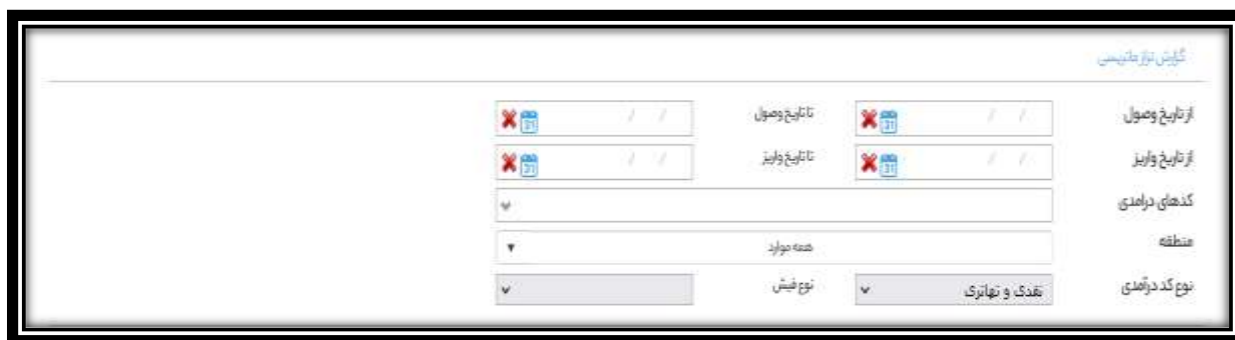 گزارش تراز ماتریسی
از تاریخ وصول / / تا تاریخ وصول / /
از تاریخ واریز / / تا تاریخ واریز / /
کدهای درامدی
منطقه همه موارد
نوع کد درآمدی نقدی و تهاتری نوع فیش